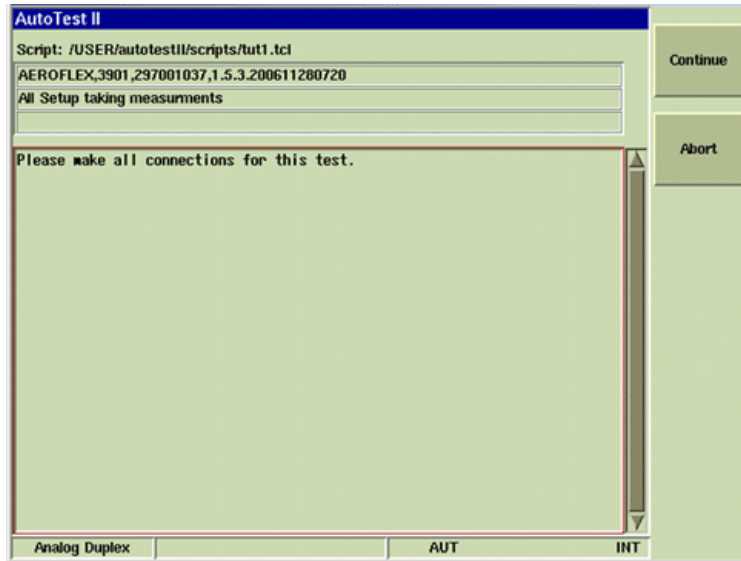 AutoTest II
Script: /USER/autotestII/scripts/tut1.tcl
AEROFLEX,3901,297001037,1.5.3.200611280720
All Setup taking measurments
Please make all connections for this test.
Continue
Abort
Analog Duplex AUT INT